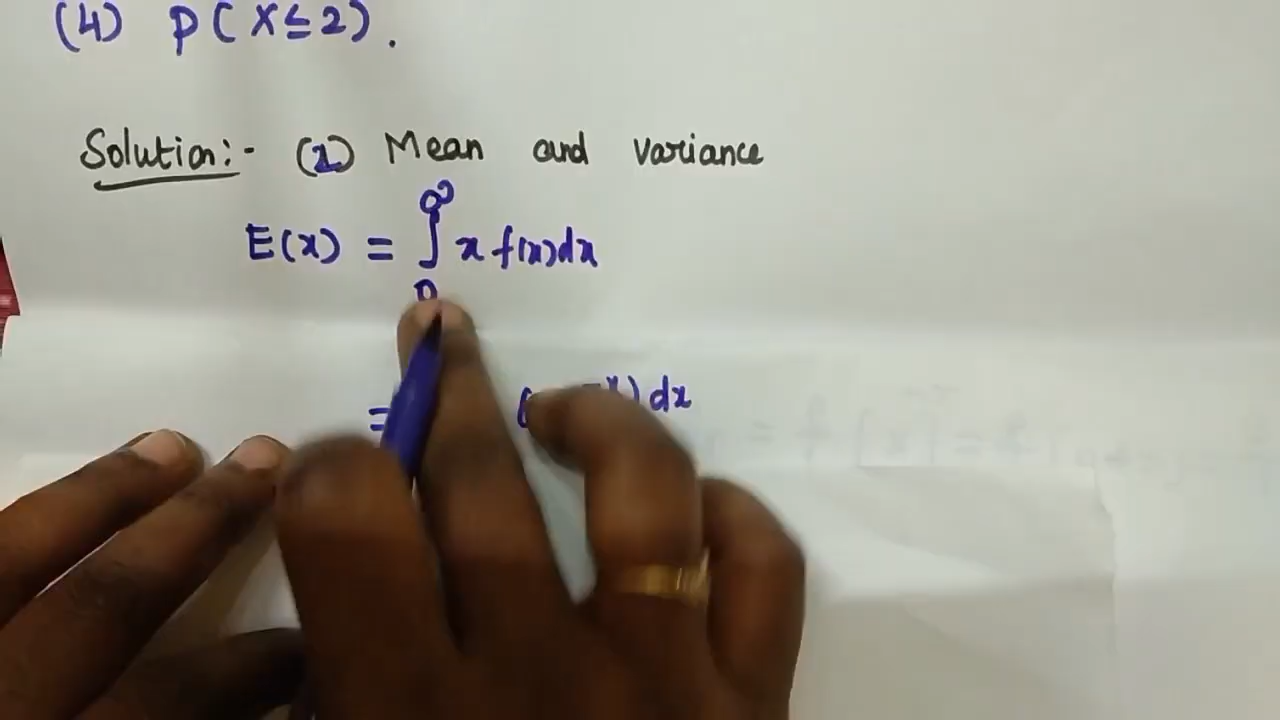 (4) P(X≤2).
Solution:- (1) Mean and variance
E(x) = ∫₀^∞ x f(x)dx
= ) dx